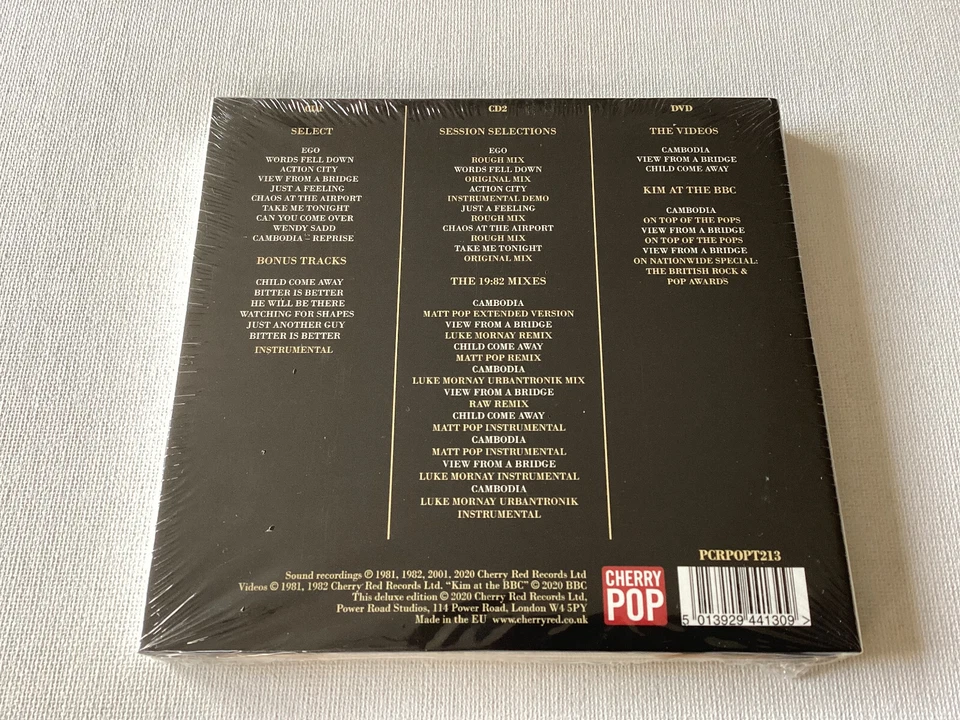 CD1
SELECT
EGO
WORDS FELL DOWN
ACTION CITY
VIEW FROM A BRIDGE
JUST A FEELING
CHAOS AT THE AIRPORT
TAKE ME TONIGHT
CAN YOU COME OVER
WENDY SADD
CAMBODIA - REPRISE
BONUS TRACKS
CHILD COME AWAY
BITTER IS BETTER
HE WILL BE THERE
WATCHING FOR SHAPES
JUST ANOTHER GUY
BITTER IS BETTER
INSTRUMENTAL
CD2
SESSION SELECTIONS
EGO
ROUGH MIX
WORDS FELL DOWN
ORIGINAL MIX
ACTION CITY
INSTRUMENTAL DEMO
JUST A FEELING
ROUGH MIX
CHAOS AT THE AIRPORT
ROUGH MIX
TAKE ME TONIGHT
ORIGINAL MIX
THE 19:82 MIXES
CAMBODIA
MATT POP EXTENDED VERSION
VIEW FROM A BRIDGE
LUKE MORNAY REMIX
CHILD COME AWAY
MATT POP REMIX
CAMBODIA
LUKE MORNAY URBANTRONIK MIX
VIEW FROM A BRIDGE
RAW REMIX
CHILD COME AWAY
MATT POP INSTRUMENTAL
CAMBODIA
MATT POP INSTRUMENTAL
VIEW FROM A BRIDGE
LUKE MORNAY INSTRUMENTAL
CAMBODIA
LUKE MORNAY URBANTRONIK
INSTRUMENTAL
DVD
THE VIDEOS
CAMBODIA
VIEW FROM A BRIDGE
CHILD COME AWAY
KIM AT THE BBC
CAMBODIA
ON TOP OF THE POPS
VIEW FROM A BRIDGE
ON TOP OF THE POPS
VIEW FROM A BRIDGE
ON NATIONWIDE SPECIAL:
THE BRITISH ROCK &
POP AWARDS
Sound recordings ℗ 1981, 1982, 2001, 2020 Cherry Red Records Ltd
Videos © 1981, 1982 Cherry Red Records Ltd. "Kim at the BBC" © 2020 BBC
This deluxe edition © 2020 Cherry Red Records Ltd.
Power Road Studios, 114 Power Road, London W4 5PY
Made in the EU www.cherryred.co.uk
CHERRY
POP
PCRPOPT213
5 013929 441309 >